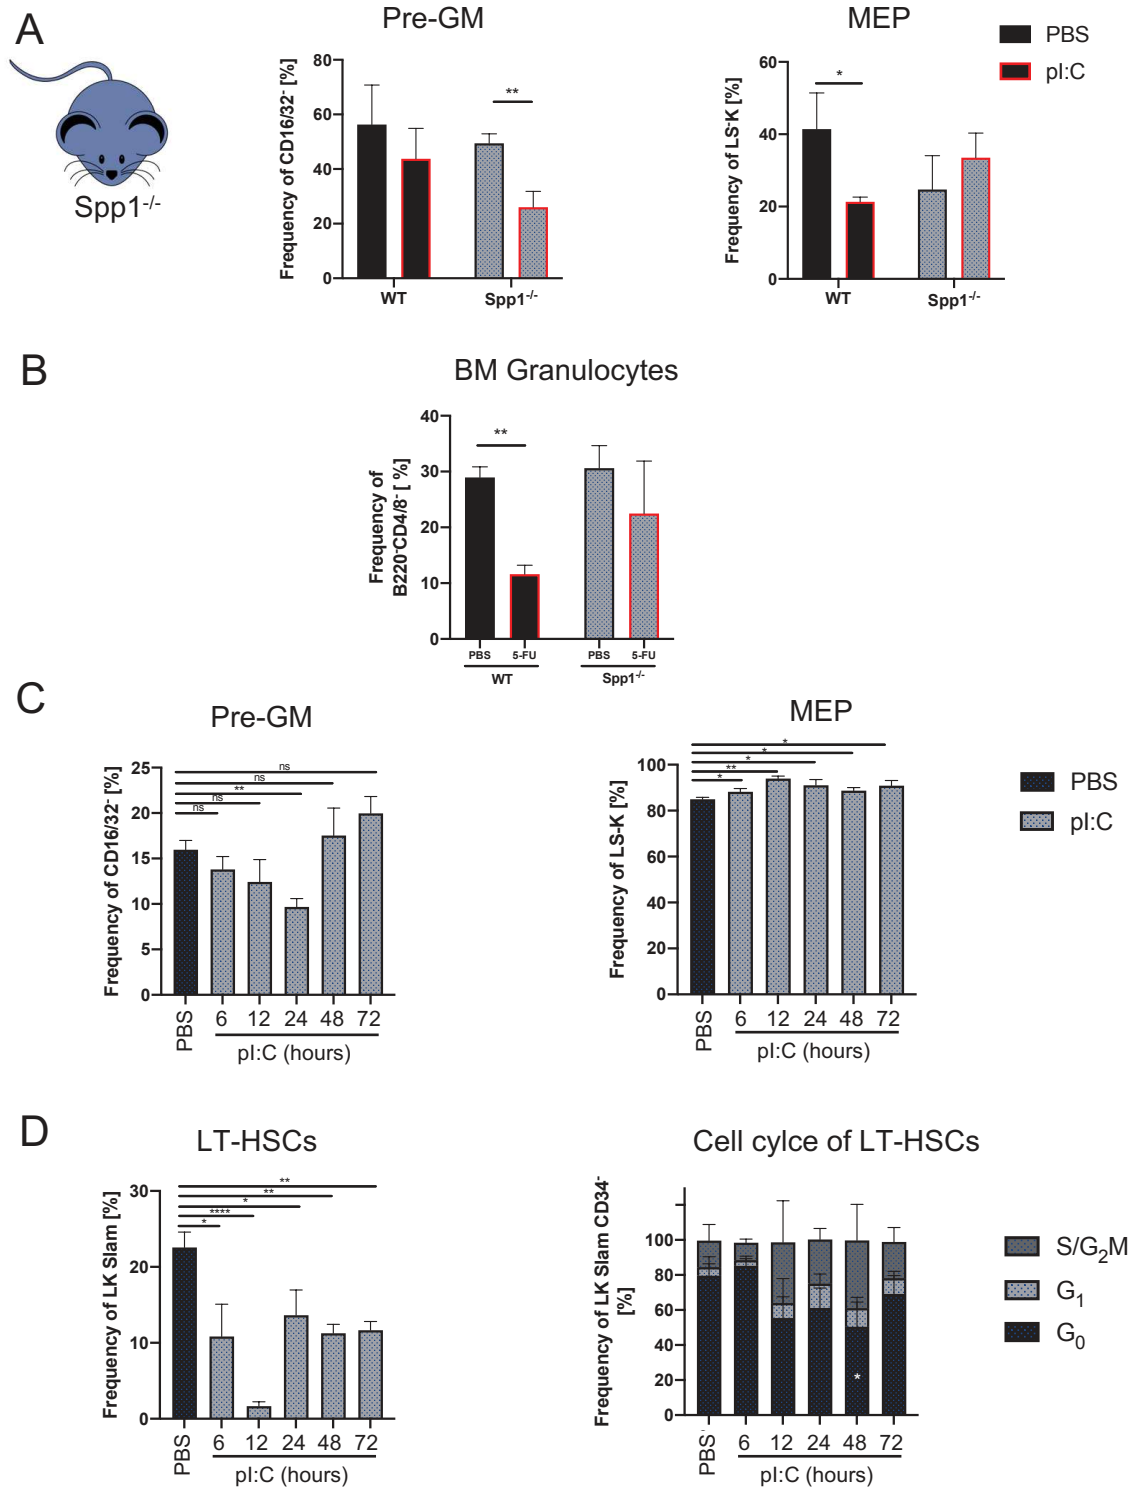 A
Spp1-/-
Pre-GM
Frequency of CD16/32- [%]
80
60
40
20
0
WT
Spp1-/-
**
MEP
Frequency of LS-K [%]
60
40
20
0
WT
Spp1-/-
*
PBS
pI:C
B
BM Granulocytes
Frequency of
B220-CD4/8- [ %]
40
30
20
10
0
**
PBS
5-FU
PBS
5-FU
WT
Spp1-/-
C
Pre-GM
Frequency of CD16/32- [%]
25
20
15
10
5
0
ns
ns
**
ns
ns
PBS
6 12 24 48 72
pI:C (hours)
MEP
Frequency of LS-K [%]
100
80
60
40
20
0
*
*
*
**
*
PBS
6 12 24 48 72
pI:C (hours)
PBS
pI:C
D
LT-HSCs
Frequency of LK Slam [%]
30
20
10
0
**
**
*
****
*
PBS
6 12 24 48 72
pI:C (hours)
Cell cylce of LT-HSCs
Frequency of LK Slam CD34-
[%]
100
80
60
40
20
0
*
PBS
6 12 24 48 72
pI:C (hours)
S/G2M
G1
G0